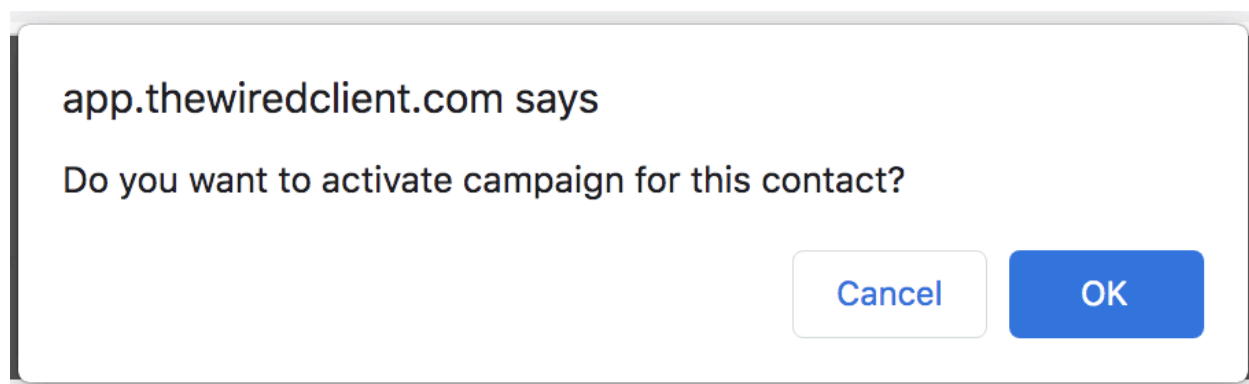 app.thewiredclient.com says
Do you want to activate campaign for this contact?
Cancel OK